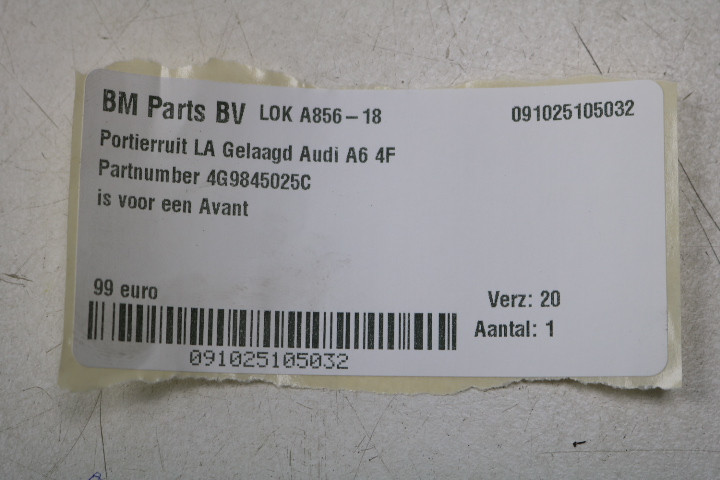 BM Parts BV LOK A856-18 091025105032
Portierruit LA Gelaagd Audi A6 4F
Partnumber 4G9845025C
is voor een Avant
99 euro Verz: 20
Aantal: 1
091025105032